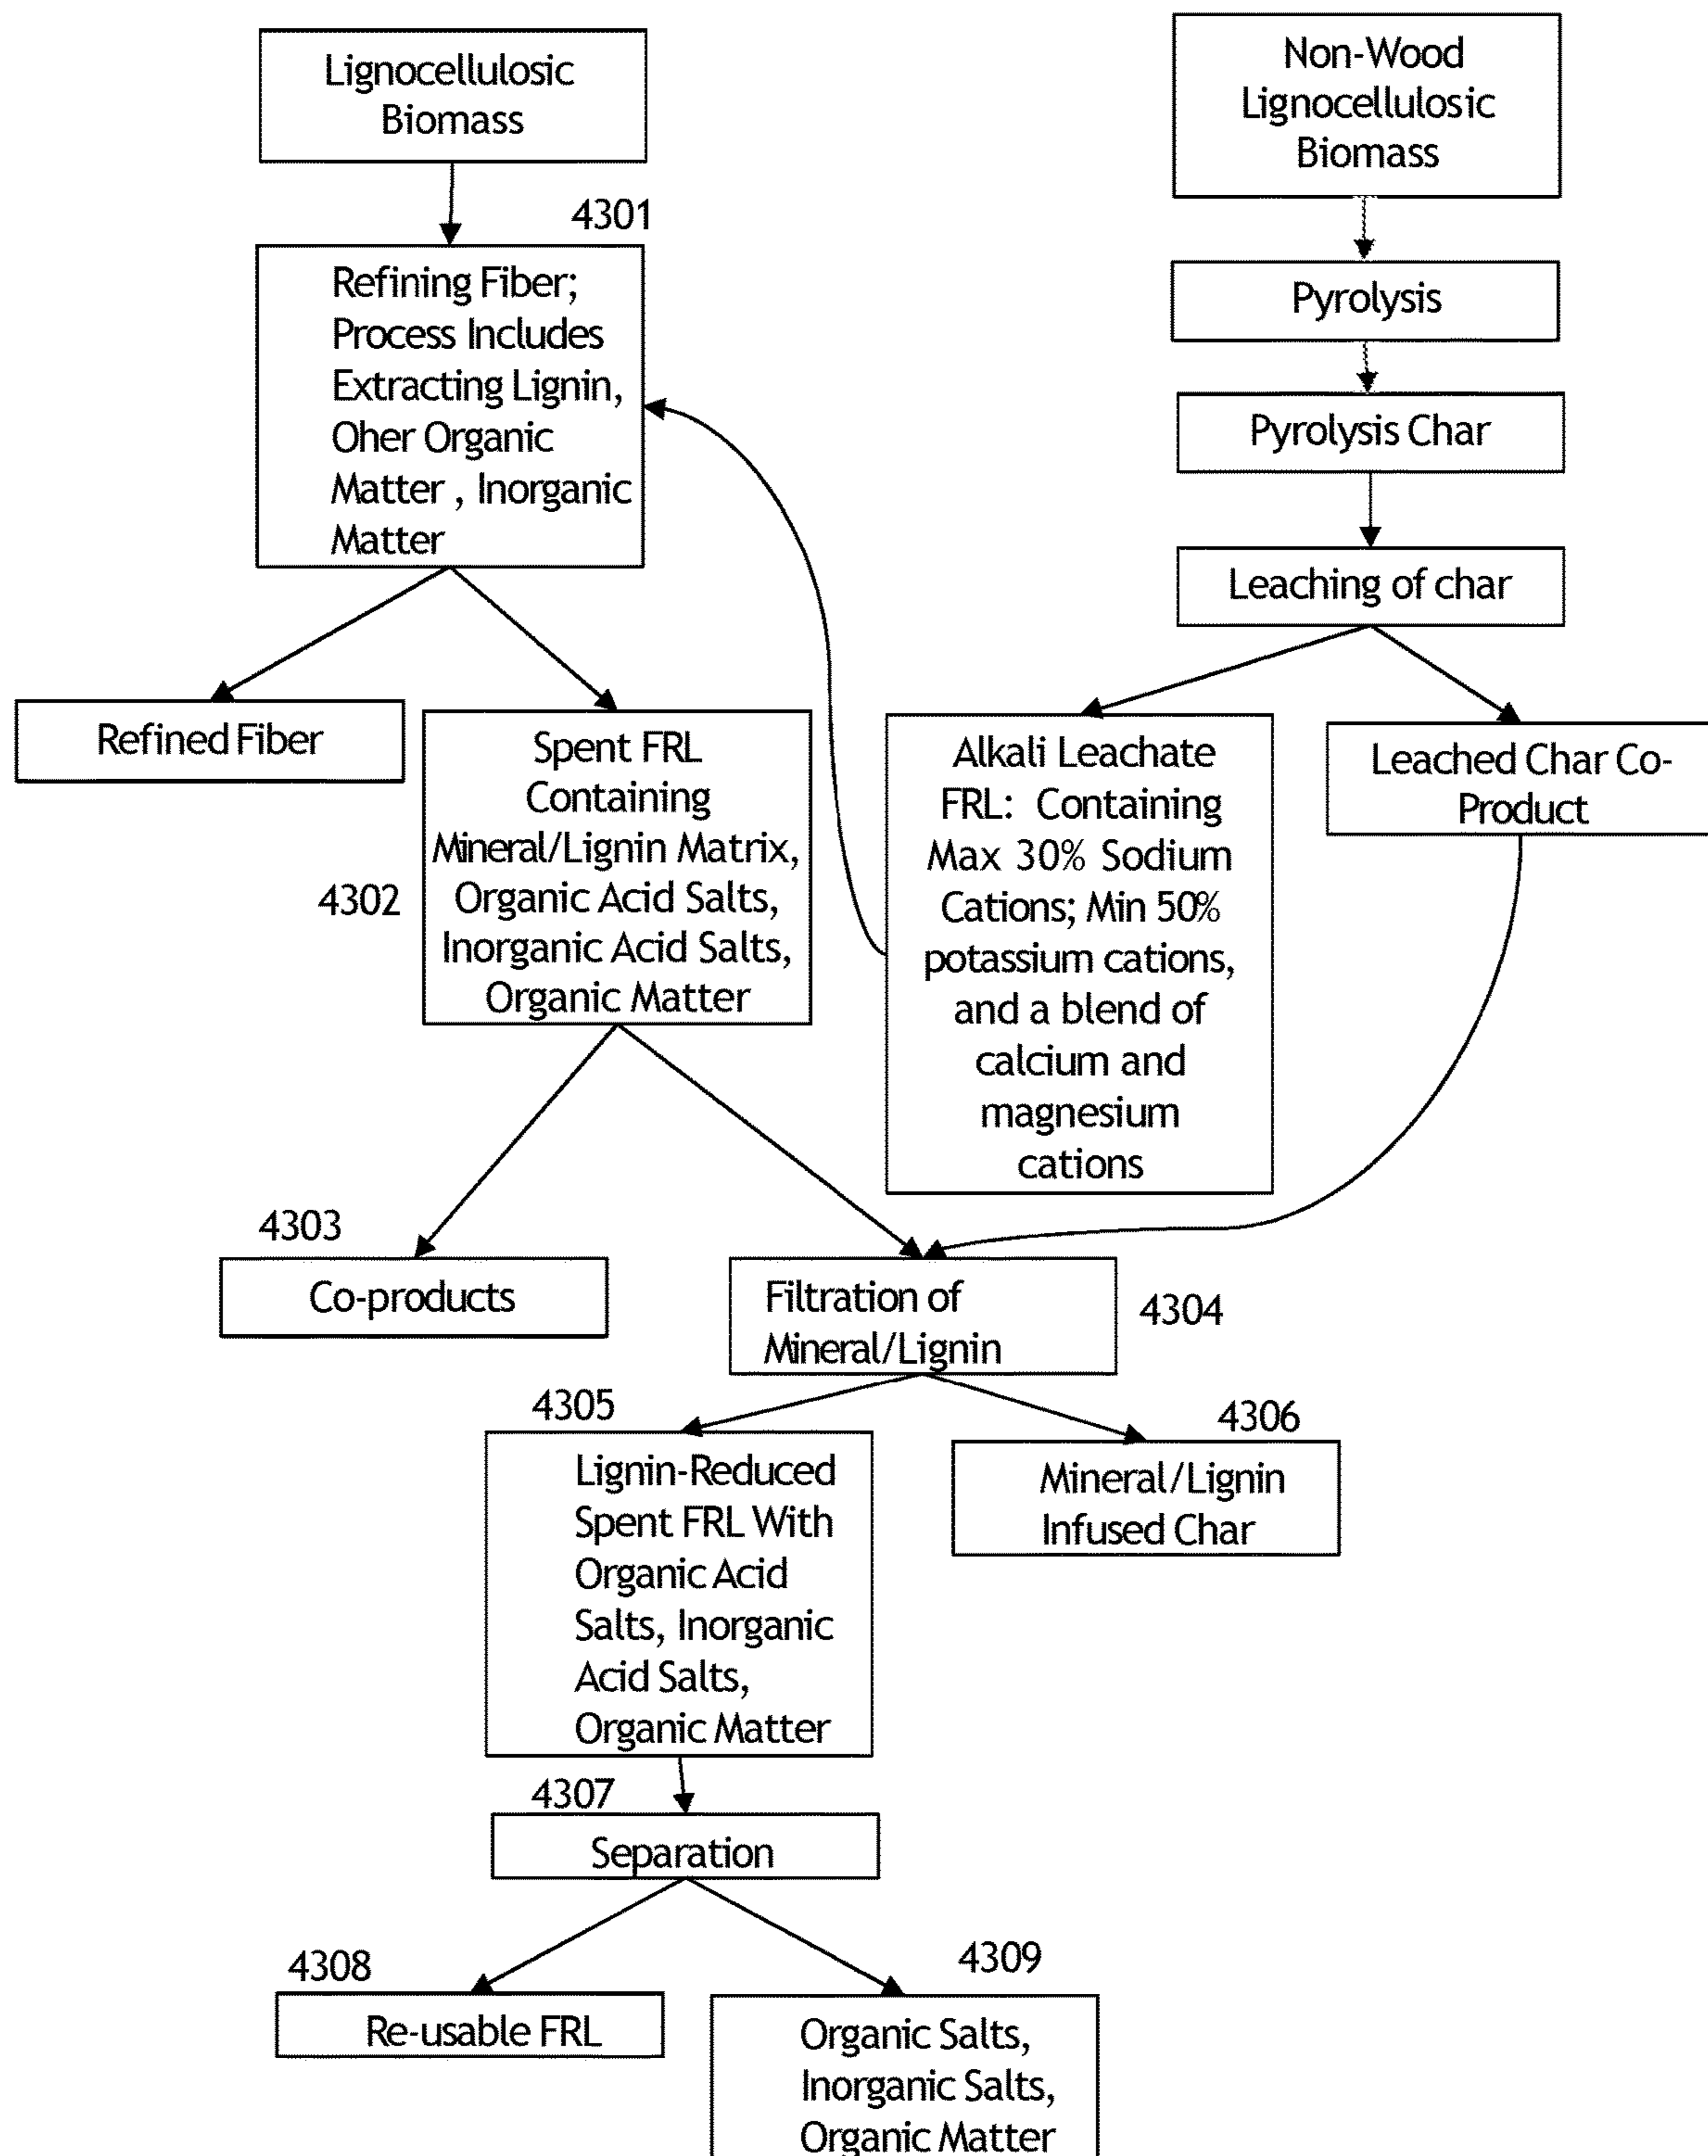 Lignocellulosic
Biomass
Non-Wood
Lignocellulosic
Biomass
4301
Refining Fiber;
Process Includes
Extracting Lignin,
Oher Organic
Matter , Inorganic
Matter
Pyrolysis
Pyrolysis Char
Leaching of char
Refined Fiber
Spent FRL
Containing
Mineral/Lignin Matrix,
Organic Acid Salts,
Inorganic Acid Salts,
Organic Matter
4302
Alkali Leachate
FRL: Containing
Max 30% Sodium
Cations; Min 50%
potassium cations,
and a blend of
calcium and
magnesium
cations
Leached Char Co-
Product
4303
Co-products
Filtration of
Mineral/Lignin
4304
4305
Lignin-Reduced
Spent FRL With
Organic Acid
Salts, Inorganic
Acid Salts,
Organic Matter
4306
Mineral/Lignin
Infused Char
4307
Separation
4308
Re-usable FRL
4309
Organic Salts,
Inorganic Salts,
Organic Matter